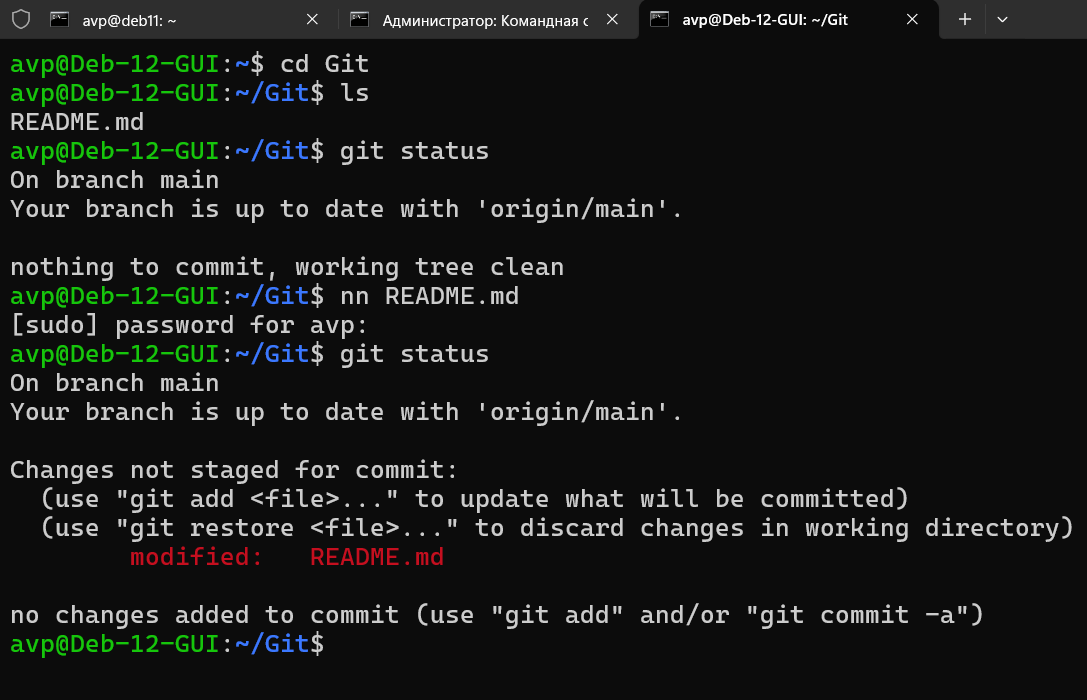 avp@deb11: ~
Администратор: Командная с
avp@Deb-12-GUI: ~/Git
avp@Deb-12-GUI:~$ cd Git
avp@Deb-12-GUI:~/Git$ ls
README.md
avp@Deb-12-GUI:~/Git$ git status
On branch main
Your branch is up to date with 'origin/main'.

nothing to commit, working tree clean
avp@Deb-12-GUI:~/Git$ nn README.md
[sudo] password for avp:
avp@Deb-12-GUI:~/Git$ git status
On branch main
Your branch is up to date with 'origin/main'.

Changes not staged for commit:
  (use "git add <file>..." to update what will be committed)
  (use "git restore <file>..." to discard changes in working directory)
        modified:   README.md

no changes added to commit (use "git add" and/or "git commit -a")
avp@Deb-12-GUI:~/Git$